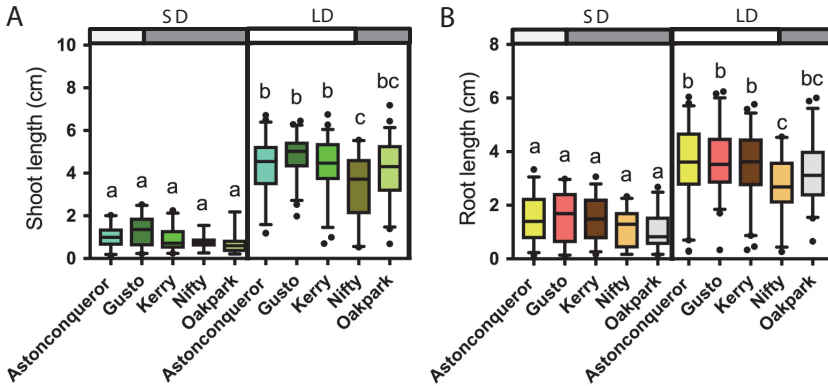 A
SD
LD
Shoot length (cm)
10
8
6
4
2
0
a
a
a
a
a
b
b
b
c
bc
Astonconqueror
Gusto
Kerry
Nifty
Oakpark
Astonconqueror
Gusto
Kerry
Nifty
Oakpark
B
SD
LD
Root length (cm)
8
6
4
2
0
a
a
a
a
a
b
b
b
c
bc
Astonconqueror
Gusto
Kerry
Nifty
Oakpark
Astonconqueror
Gusto
Kerry
Nifty
Oakpark